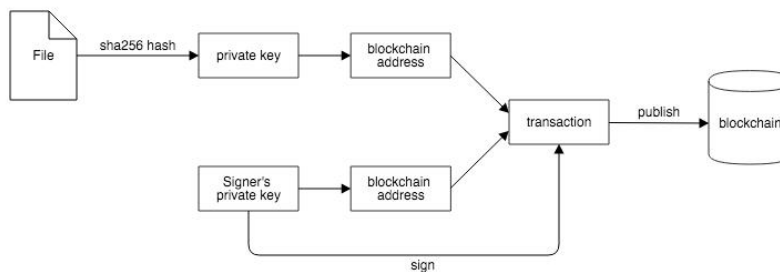 File
sha256 hash
private key
blockchain
address
transaction
publish
blockchain
Signer's
private key
blockchain
address
sign